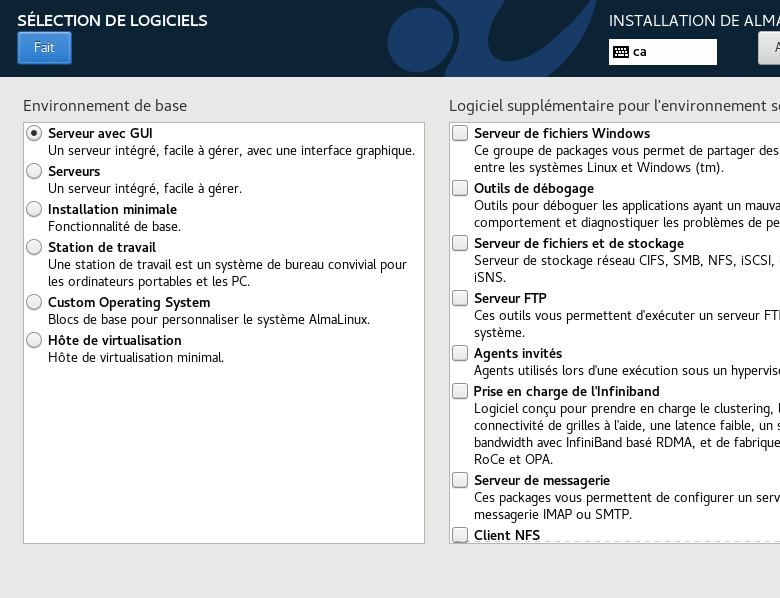 SÉLECTION DE LOGICIELS
INSTALLATION DE ALMA
Fait
ca
Environnement de base
Logiciel supplémentaire pour l'environnement s
Serveur avec GUI
Un serveur intégré, facile à gérer, avec une interface graphique.
Serveurs
Un serveur intégré, facile à gérer.
Installation minimale
Fonctionnalité de base.
Station de travail
Une station de travail est un système de bureau convivial pour
les ordinateurs portables et les PC.
Custom Operating System
Blocs de base pour personnaliser le système AlmaLinux.
Hôte de virtualisation
Hôte de virtualisation minimal.
Serveur de fichiers Windows
Ce groupe de packages vous permet de partager des
entre les systèmes Linux et Windows (tm).
Outils de débogage
Outils pour déboguer les applications ayant un mauva
comportement et diagnostiquer les problèmes de pe
Serveur de fichiers et de stockage
Serveur de stockage réseau CIFS, SMB, NFS, iSCSI,
iSNS.
Serveur FTP
Ces outils vous permettent d'exécuter un serveur FT
système.
Agents invités
Agents utilisés lors d'une exécution sous un hypervis
Prise en charge de l'Infiniband
Logiciel conçu pour prendre en charge le clustering,
connectivité de grilles à l'aide, une latence faible, un s
bandwidth avec InfiniBand basé RDMA, et de fabrique
RoCe et OPA.
Serveur de messagerie
Ces packages vous permettent de configurer un serv
messagerie IMAP ou SMTP.
Client NFS